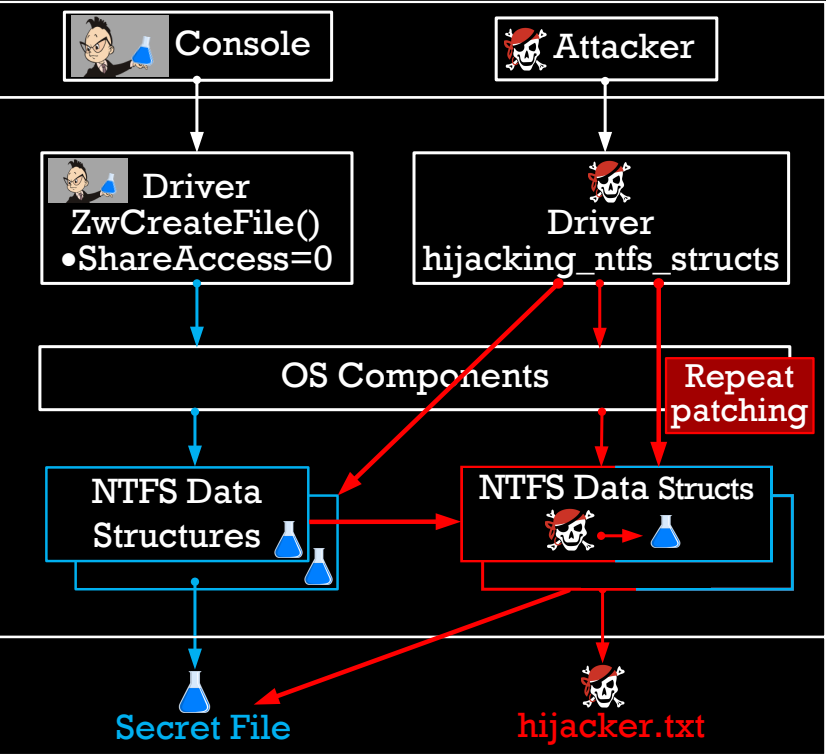 Console
Attacker
Driver
ZwCreateFile()
●ShareAccess=0
Driver
hijacking_ntfs_structs
OS Components
Repeat
patching
NTFS Data
Structures
NTFS Data Structs
Secret File
hijacker.txt